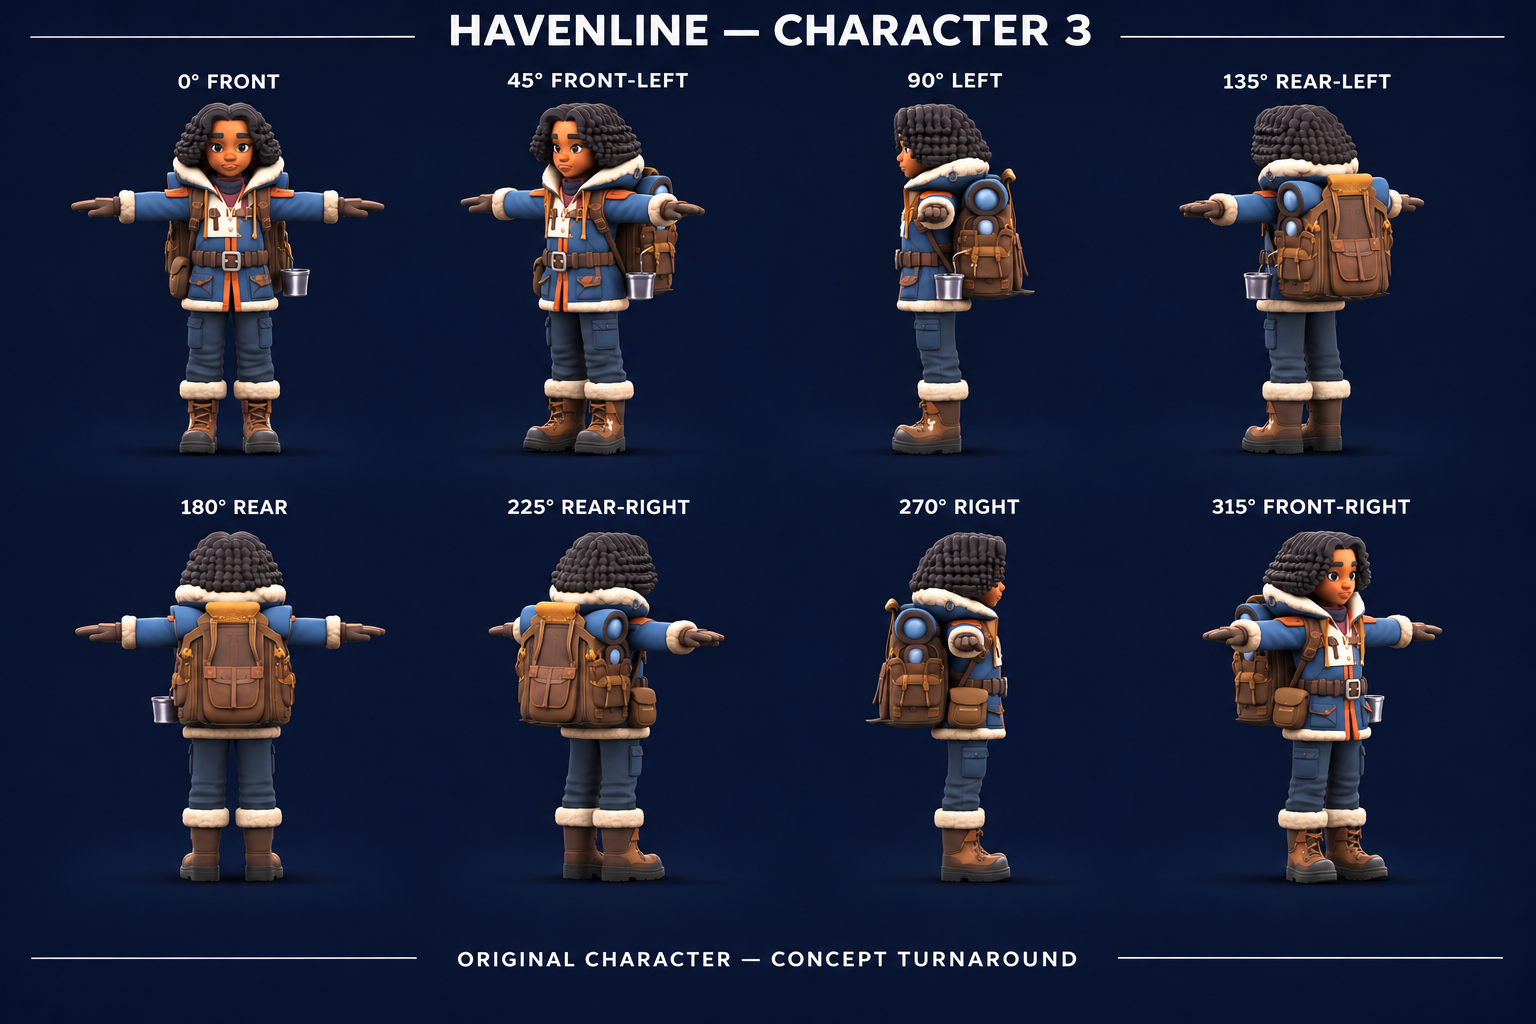 HAVENLINE — CHARACTER 3
0° FRONT
45° FRONT-LEFT
90° LEFT
135° REAR-LEFT
180° REAR
225° REAR-RIGHT
270° RIGHT
315° FRONT-RIGHT
ORIGINAL CHARACTER — CONCEPT TURNAROUND